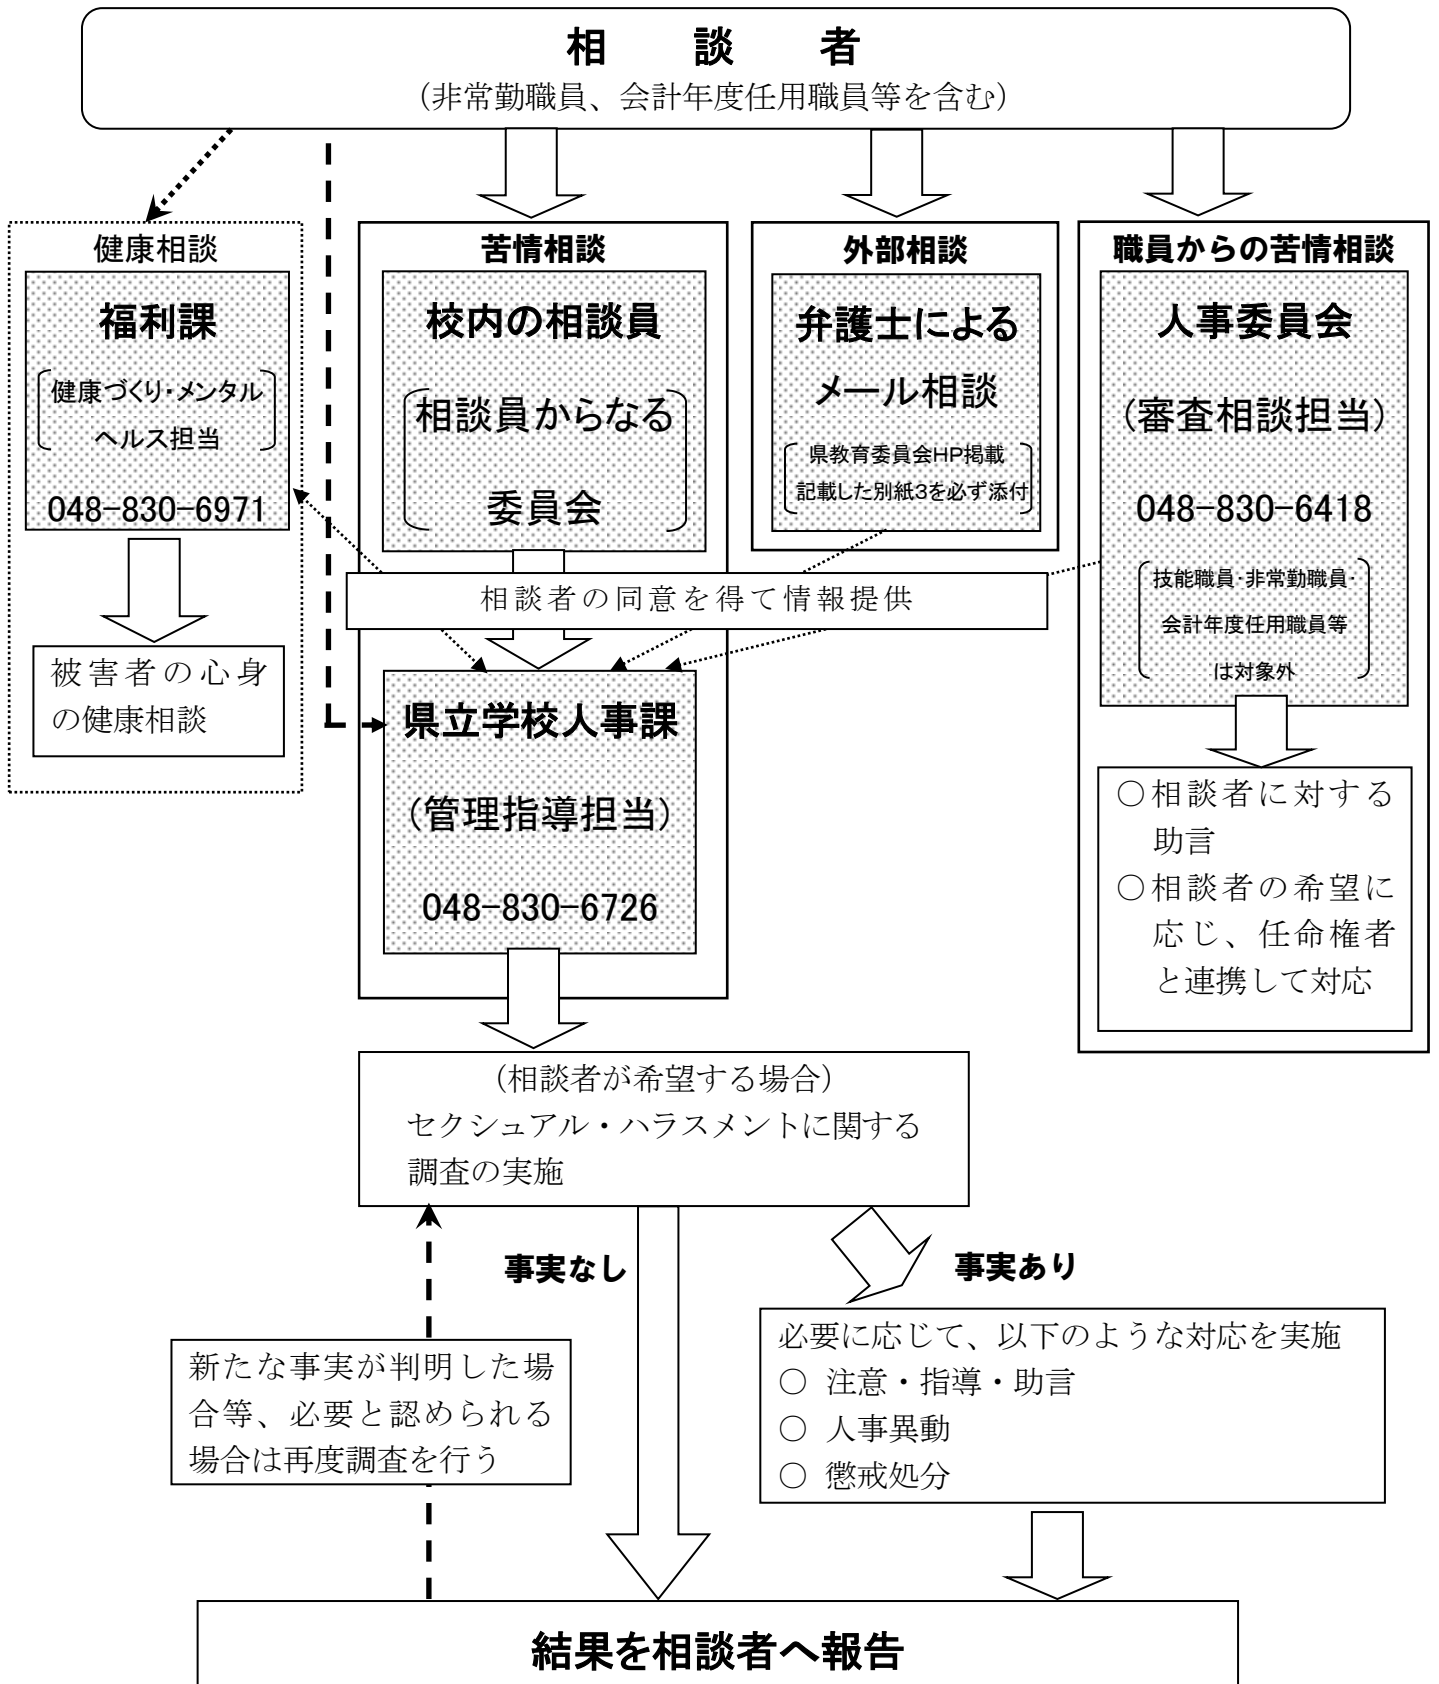 相　談　者
（非常勤職員、会計年度任用職員等を含む）
健康相談
福利課
健康づくり・メンタル
ヘルス担当
048-830-6971
被害者の心身
の健康相談
苦情相談
校内の相談員
相談員からなる
委員会
外部相談
弁護士による
メール相談
県教育委員会HP掲載
記載した別紙3を必ず添付
職員からの苦情相談
人事委員会
（審査相談担当）
048-830-6418
技能職員・非常勤職員・
会計年度任用職員等
は対象外
相談者の同意を得て情報提供
県立学校人事課
（管理指導担当）
048-830-6726
○相談者に対する
助言
○相談者の希望に
応じ、任命権者
と連携して対応
（相談者が希望する場合）
セクシュアル・ハラスメントに関する
調査の実施
事実なし
事実あり
新たな事実が判明した場
合等、必要と認められる
場合は再度調査を行う
必要に応じて、以下のような対応を実施
○ 注意・指導・助言
○ 人事異動
○ 懲戒処分
結果を相談者へ報告